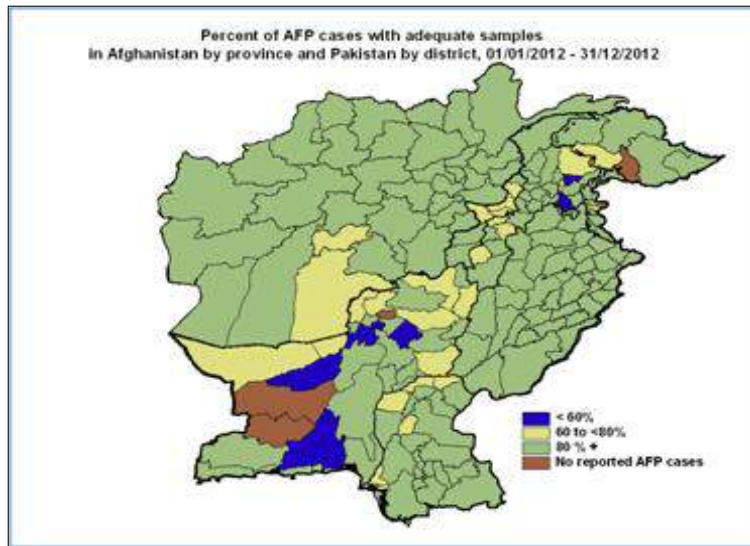 Percent of AFP cases with adequate samples
in Afghanistan by province and Pakistan by district, 01/01/2012 - 31/12/2012
< 60%
60 to <80%
80 % +
No reported AFP cases